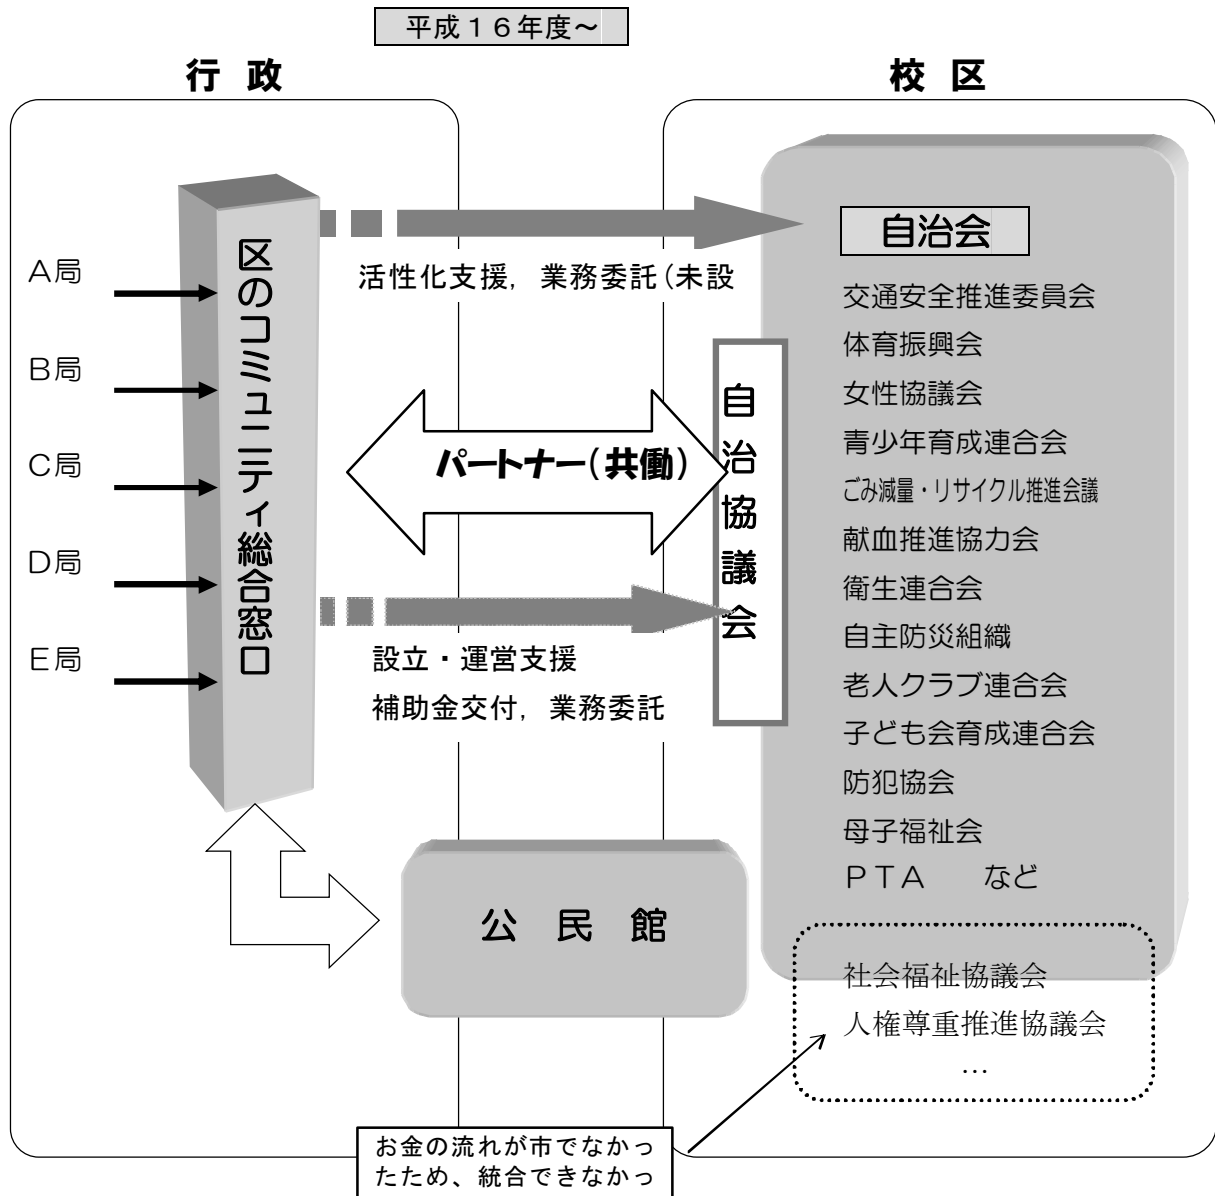 平成１６年度～
行 政
校 区
区のコミュニティ総合窓口
A局
B局
C局
D局
E局
活性化支援，業務委託（未設
パートナー（共働）
設立・運営支援
補助金交付，業務委託
自治協議会
自治会
交通安全推進委員会
体育振興会
女性協議会
青少年育成連合会
ごみ減量・リサイクル推進会議
献血推進協力会
衛生連合会
自主防災組織
老人クラブ連合会
子ども会育成連合会
防犯協会
母子福祉会
ＰＴＡ　など
社会福祉協議会
人権尊重推進協議会
…
公 民 館
お金の流れが市でなかっ
たため、統合できなかっ